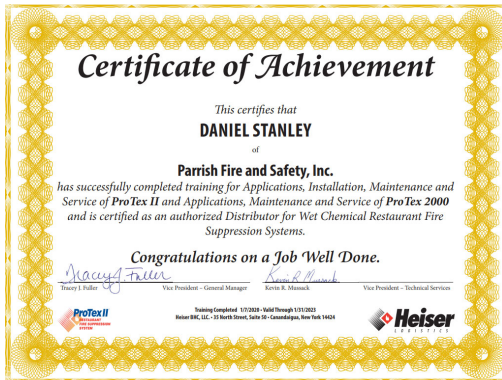 Certificate of Achievement
This certifies that
DANIEL STANLEY
of
Parrish Fire and Safety, Inc.
has successfully completed training for Applications, Installation, Maintenance and
Service of ProTex II and Applications, Maintenance and Service of ProTex 2000
and is certified as an authorized Distributor for Wet Chemical Restaurant Fire
Suppression Systems.
Congratulations on a Job Well Done.
Tracey J. Fuller
Kevin R. Mussack
Tracey J. Fuller Vice President – General Manager Kevin R. Mussack Vice President – Technical Services
Training Completed 1/7/2020 - Valid Through 1/31/2023
Heiser BHC, LLC. - 35 North Street, Suite 50 - Canandaigua, New York 14424
ProTex II
RESTAURANT
FIRE SUPPRESSION
SYSTEM
Heiser
LOGISTICS